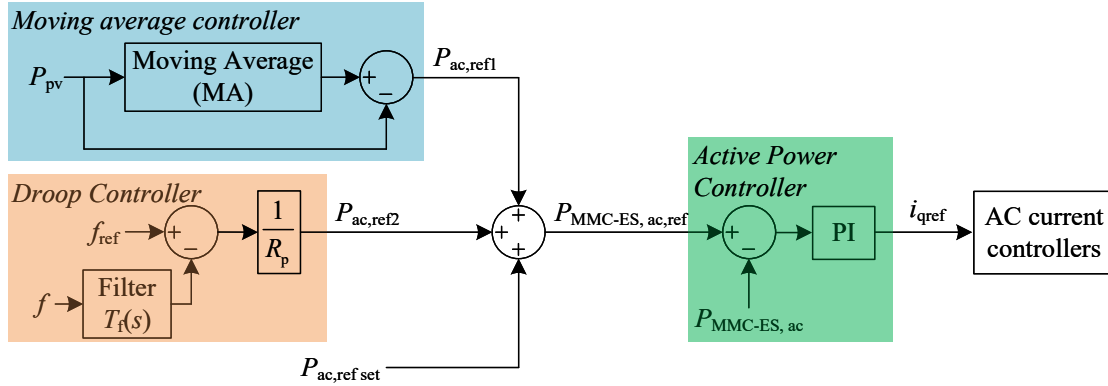 Moving average controller
P_pv
Moving Average
(MA)
+
−
P_ac,ref1
Droop Controller
f_ref
+
−
1
R_p
P_ac,ref2
f
Filter
T_f(s)
+
+
+
P_MMC-ES, ac,ref
P_ac,ref set
Active Power
Controller
+
−
PI
P_MMC-ES, ac
i_qref
AC current
controllers